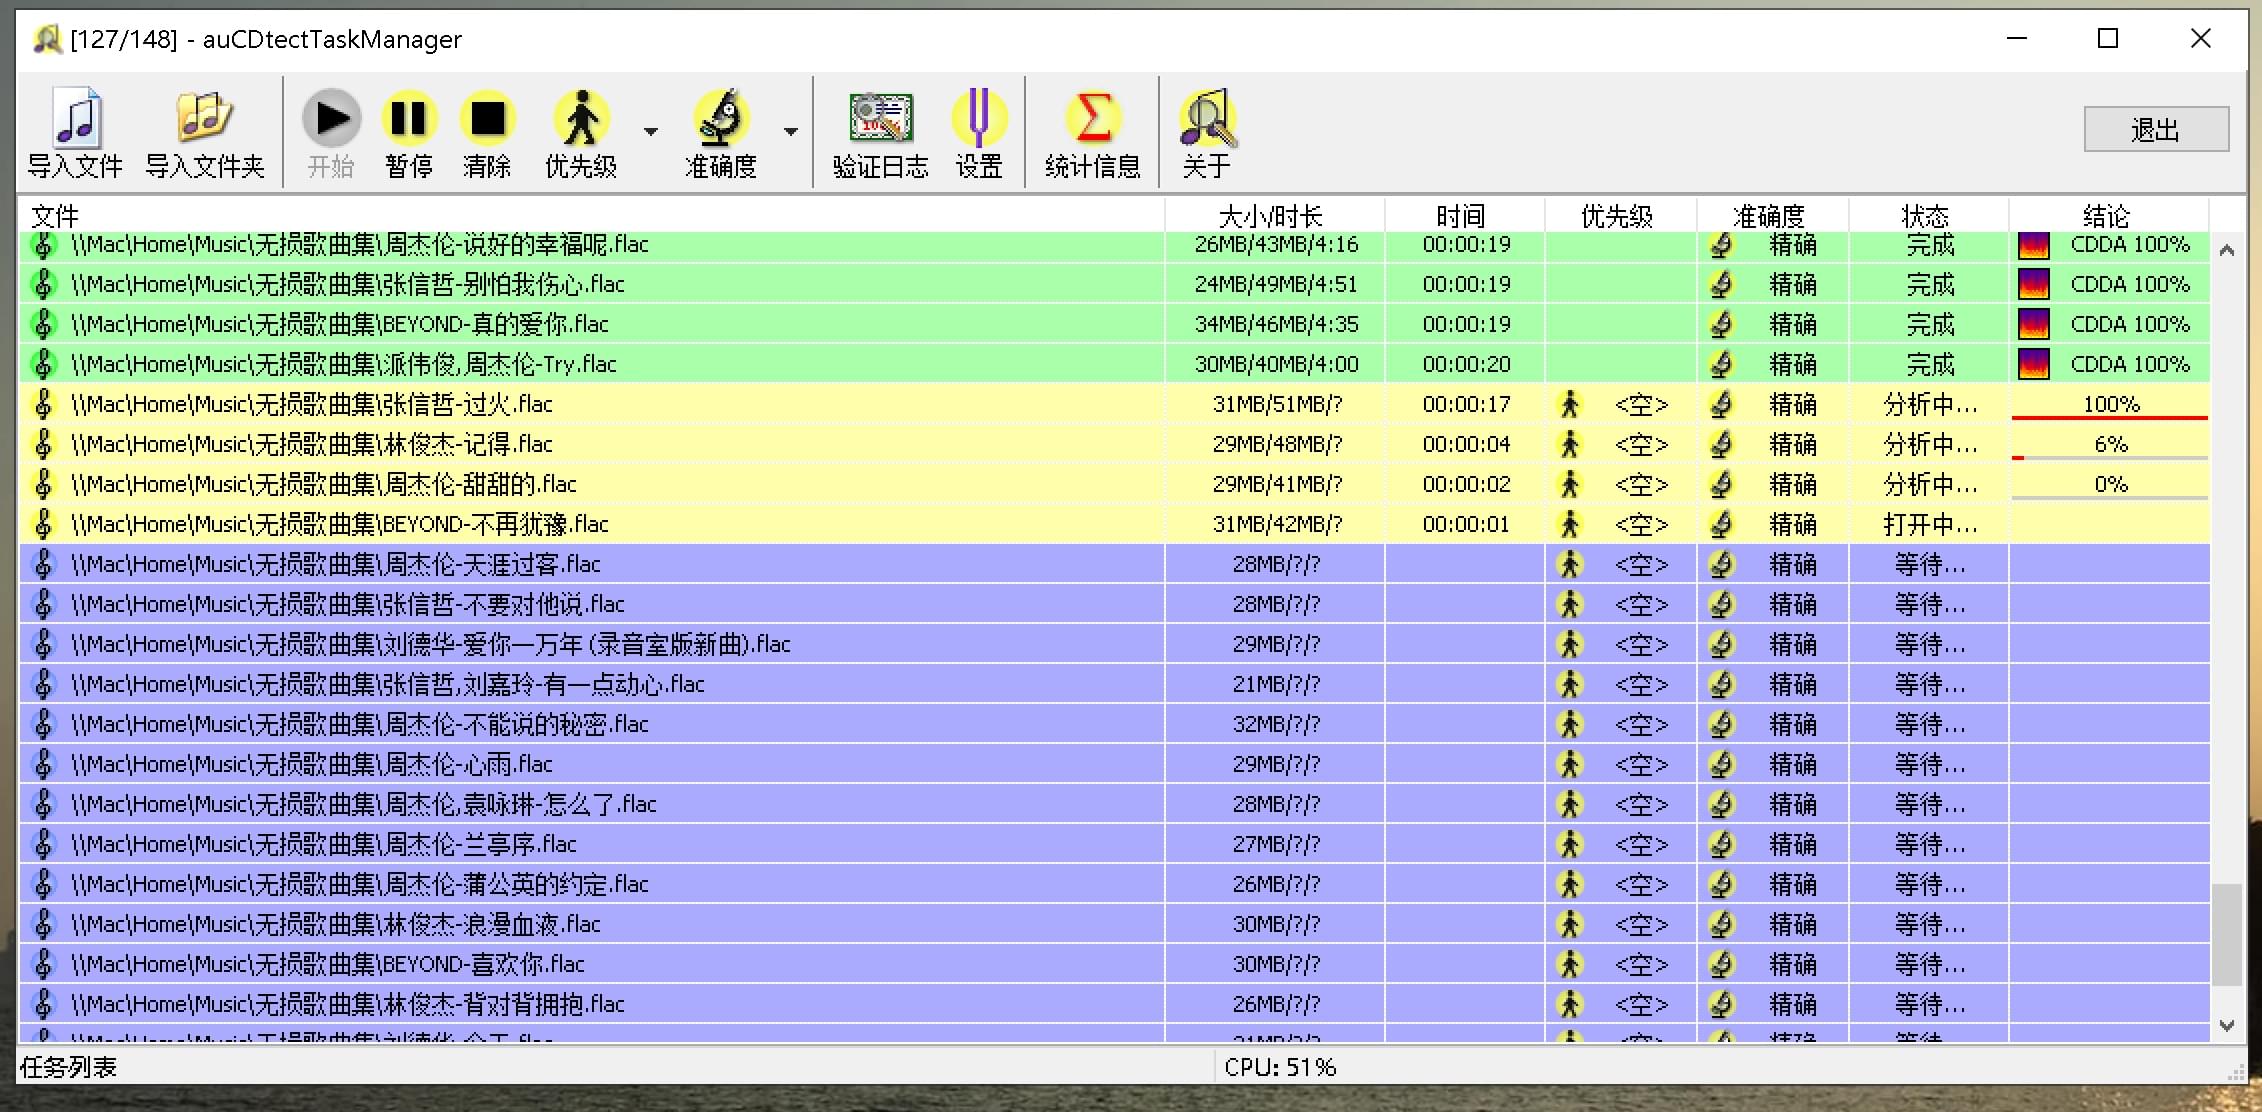 [127/148] - auCDtectTaskManager
导入文件 导入文件夹 开始 暂停 清除 优先级 准确度 验证日志 设置 统计信息 关于 退出
文件 大小/时长 时间 优先级 准确度 状态 结论
\\Mac\Home\Music\无损歌曲集\周杰伦-说好的幸福呢.flac 26MB/43MB/4:16 00:00:19 精确 完成 CDDA 100%
\\Mac\Home\Music\无损歌曲集\张信哲-别怕我伤心.flac 24MB/49MB/4:51 00:00:19 精确 完成 CDDA 100%
\\Mac\Home\Music\无损歌曲集\BEYOND-真的爱你.flac 34MB/46MB/4:35 00:00:19 精确 完成 CDDA 100%
\\Mac\Home\Music\无损歌曲集\派伟俊,周杰伦-Try.flac 30MB/40MB/4:00 00:00:20 精确 完成 CDDA 100%
\\Mac\Home\Music\无损歌曲集\张信哲-过火.flac 31MB/51MB/? 00:00:17 <空> 精确 分析中... 100%
\\Mac\Home\Music\无损歌曲集\林俊杰-记得.flac 29MB/48MB/? 00:00:04 <空> 精确 分析中... 6%
\\Mac\Home\Music\无损歌曲集\周杰伦-甜甜的.flac 29MB/41MB/? 00:00:02 <空> 精确 分析中... 0%
\\Mac\Home\Music\无损歌曲集\BEYOND-不再犹豫.flac 31MB/42MB/? 00:00:01 <空> 精确 打开中...
\\Mac\Home\Music\无损歌曲集\周杰伦-天涯过客.flac 28MB/?/? <空> 精确 等待...
\\Mac\Home\Music\无损歌曲集\张信哲-不要对他说.flac 28MB/?/? <空> 精确 等待...
\\Mac\Home\Music\无损歌曲集\刘德华-爱你一万年 (录音室版新曲).flac 29MB/?/? <空> 精确 等待...
\\Mac\Home\Music\无损歌曲集\张信哲,刘嘉玲-有一点动心.flac 21MB/?/? <空> 精确 等待...
\\Mac\Home\Music\无损歌曲集\周杰伦-不能说的秘密.flac 32MB/?/? <空> 精确 等待...
\\Mac\Home\Music\无损歌曲集\周杰伦-心雨.flac 29MB/?/? <空> 精确 等待...
\\Mac\Home\Music\无损歌曲集\周杰伦,袁咏琳-怎么了.flac 28MB/?/? <空> 精确 等待...
\\Mac\Home\Music\无损歌曲集\周杰伦-兰亭序.flac 27MB/?/? <空> 精确 等待...
\\Mac\Home\Music\无损歌曲集\周杰伦-蒲公英的约定.flac 26MB/?/? <空> 精确 等待...
\\Mac\Home\Music\无损歌曲集\林俊杰-浪漫血液.flac 30MB/?/? <空> 精确 等待...
\\Mac\Home\Music\无损歌曲集\BEYOND-喜欢你.flac 30MB/?/? <空> 精确 等待...
\\Mac\Home\Music\无损歌曲集\林俊杰-背对背拥抱.flac 26MB/?/? <空> 精确 等待...
任务列表 CPU: 51%